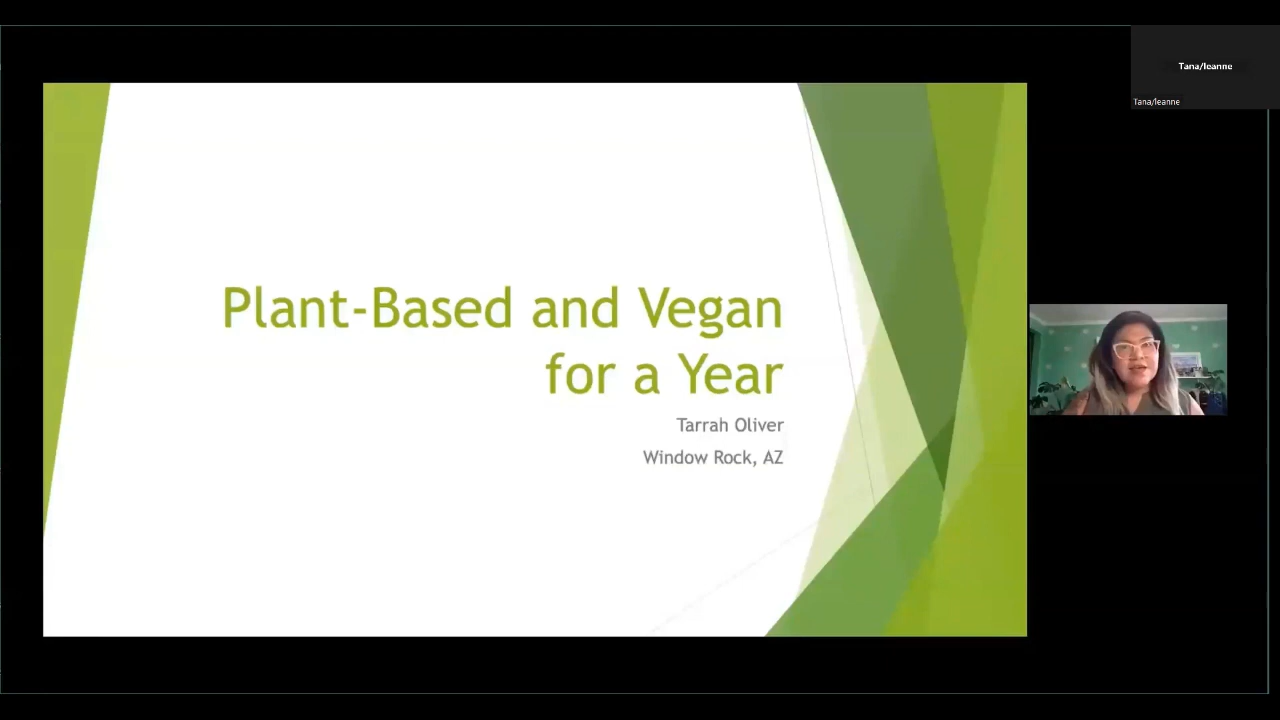 Tana/leanne
Tana/leanne
Plant-Based and Vegan
for a Year
Tarrah Oliver
Window Rock, AZ